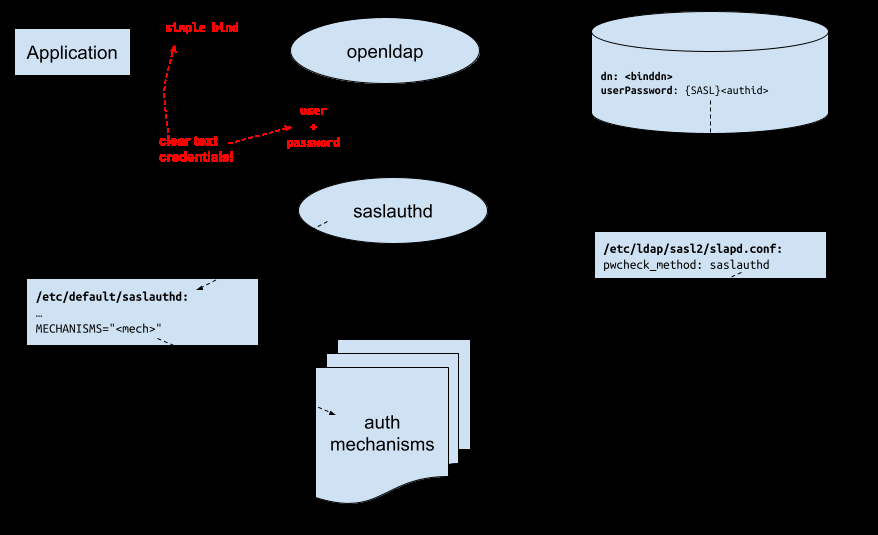 simple bind
Application
openldap
dn: <binddn>
userPassword: {SASL}<authid>
user
+
password
clear text
credentials!
saslauthd
/etc/ldap/sasl2/slapd.conf:
pwcheck_method: saslauthd
/etc/default/saslauthd:
…
MECHANISMS="<mech>"
auth
mechanisms